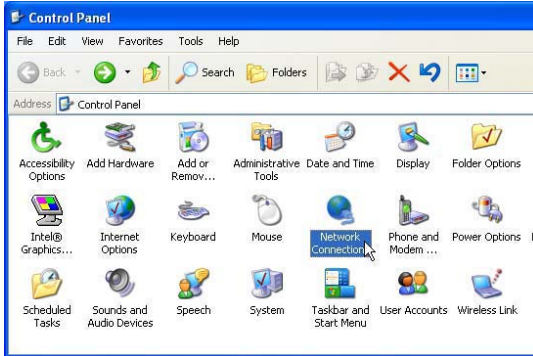 Control Panel
File Edit View Favorites Tools Help
Back Search Folders
Address Control Panel
Accessibility Options
Add Hardware
Add or Remov...
Administrative Tools
Date and Time
Display
Folder Options
Intel® Graphics...
Internet Options
Keyboard
Mouse
Network Connection
Phone and Modem ...
Power Options
Scheduled Tasks
Sounds and Audio Devices
Speech
System
Taskbar and Start Menu
User Accounts
Wireless Link